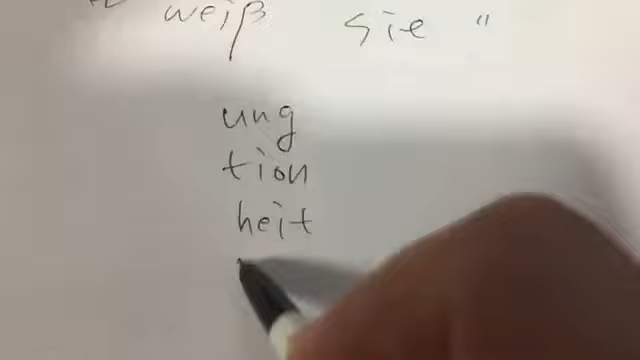 weiß sie "
ung
tion
heit